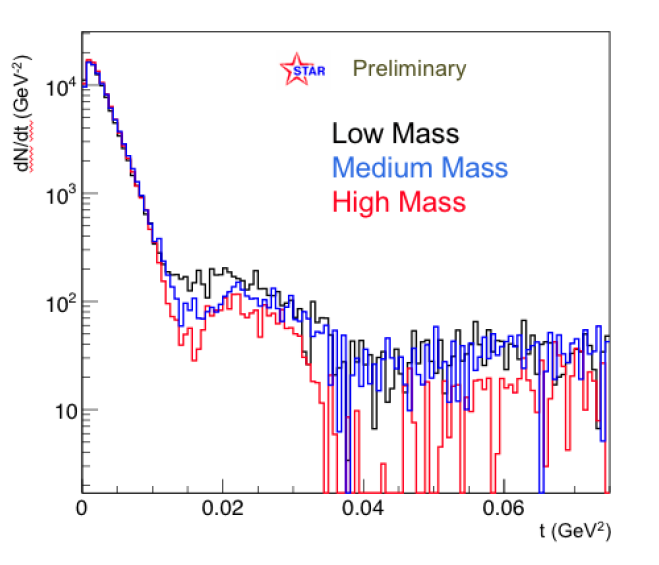 STAR Preliminary
Low Mass
Medium Mass
High Mass
dN/dt (GeV-2)
10⁴
10³
10²
10
0 0.02 0.04 0.06
t (GeV²)